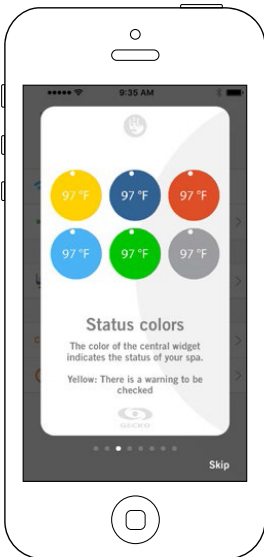 9:35 AM
97 °F 97 °F 97 °F
97 °F 97 °F 97 °F
Status colors
The color of the central widget
indicates the status of your spa.
Yellow: There is a warning to be
checked
GECKO
Skip